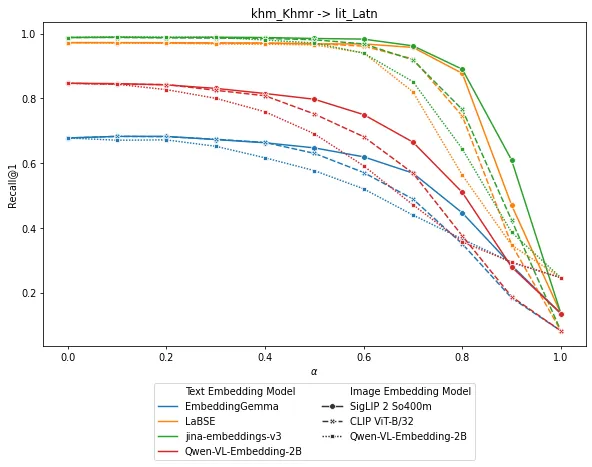 khm_Khmr -> lit_Latn
Recall@1
1.0
0.8
0.6
0.4
0.2
0.0 0.2 0.4 0.6 0.8 1.0
α
Text Embedding Model
EmbeddingGemma
LaBSE
jina-embeddings-v3
Qwen-VL-Embedding-2B
Image Embedding Model
SigLIP 2 So400m
CLIP ViT-B/32
Qwen-VL-Embedding-2B